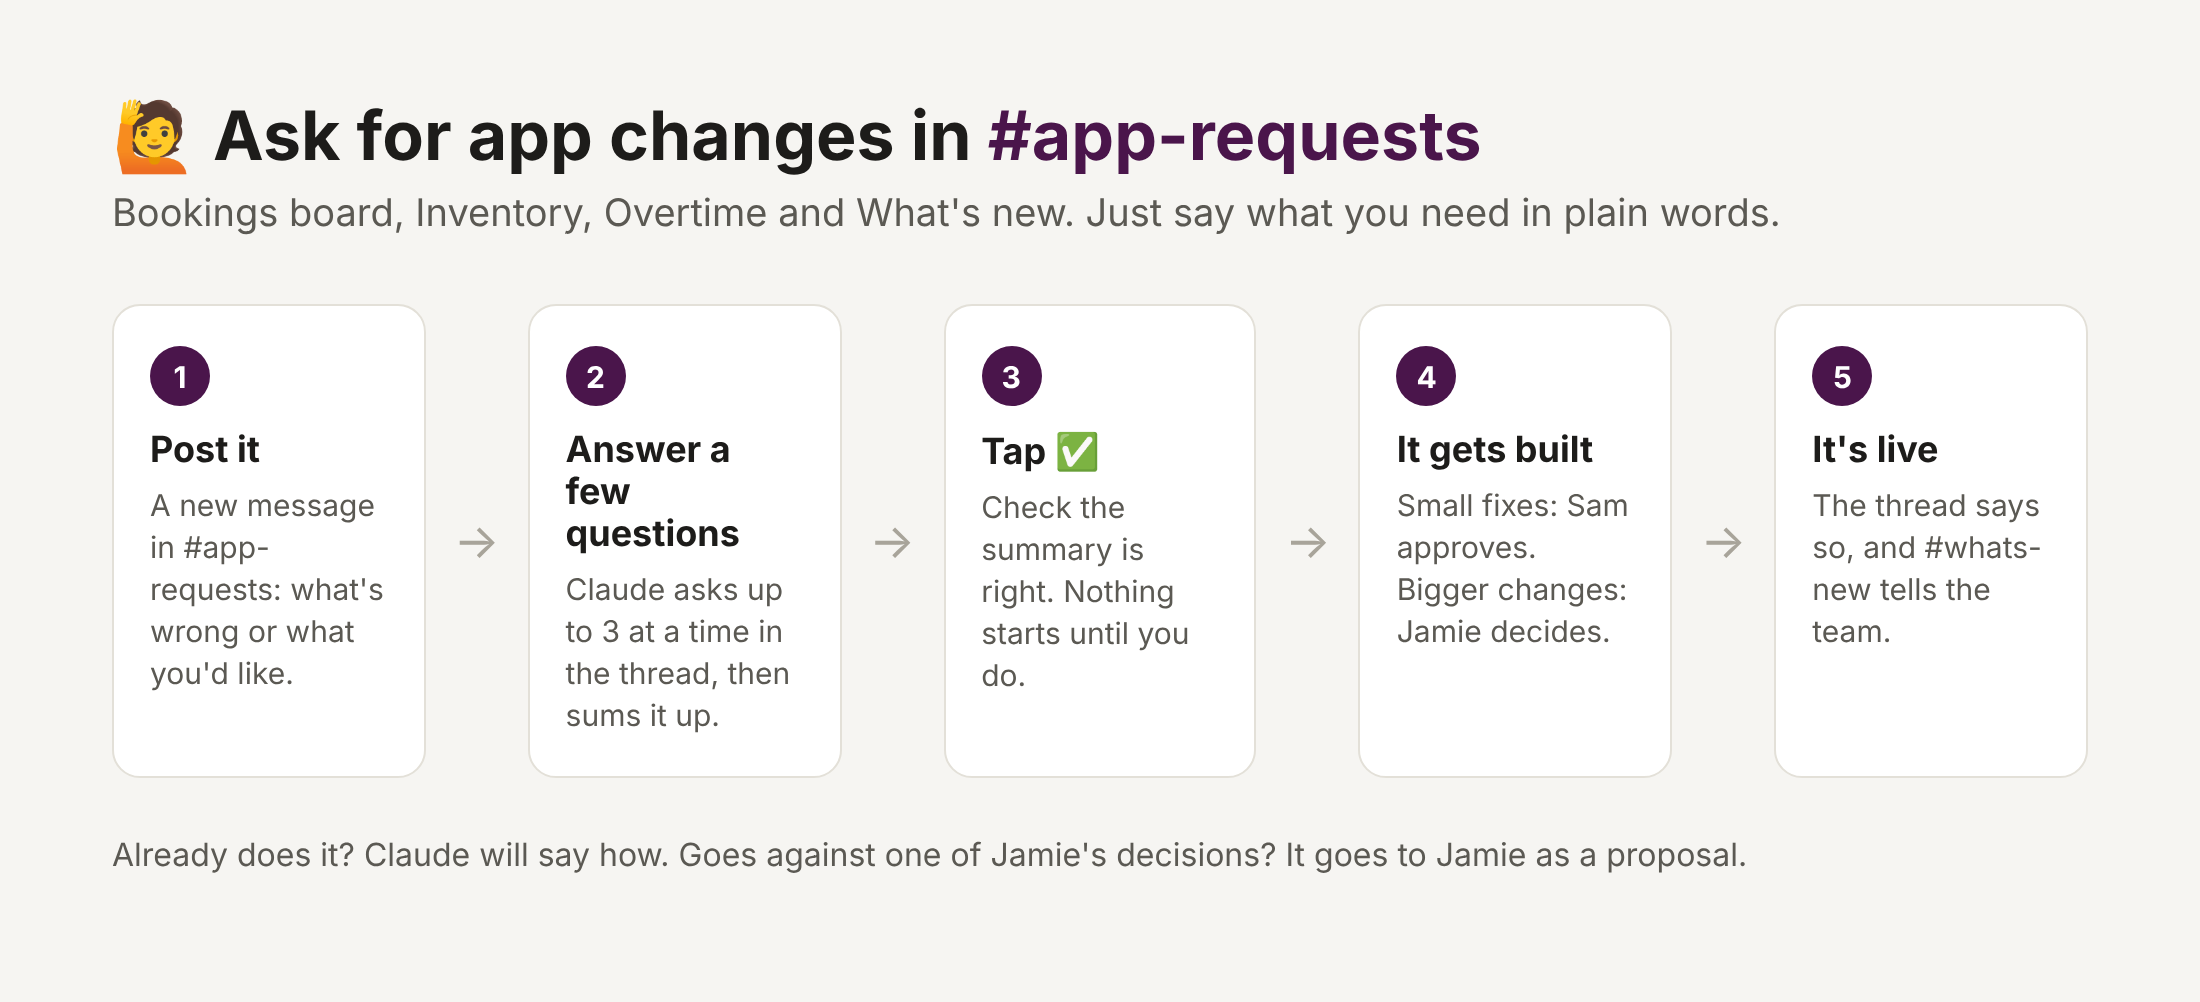 🙋 Ask for app changes in #app-requests
Bookings board, Inventory, Overtime and What's new. Just say what you need in plain words.
1
Post it
A new message
in #app-
requests: what's
wrong or what
you'd like.
→
2
Answer a
few
questions
Claude asks up
to 3 at a time in
the thread, then
sums it up.
→
3
Tap ✅
Check the
summary is
right. Nothing
starts until you
do.
→
4
It gets built
Small fixes: Sam
approves.
Bigger changes:
Jamie decides.
→
5
It's live
The thread says
so, and #whats-
new tells the
team.
Already does it? Claude will say how. Goes against one of Jamie's decisions? It goes to Jamie as a proposal.